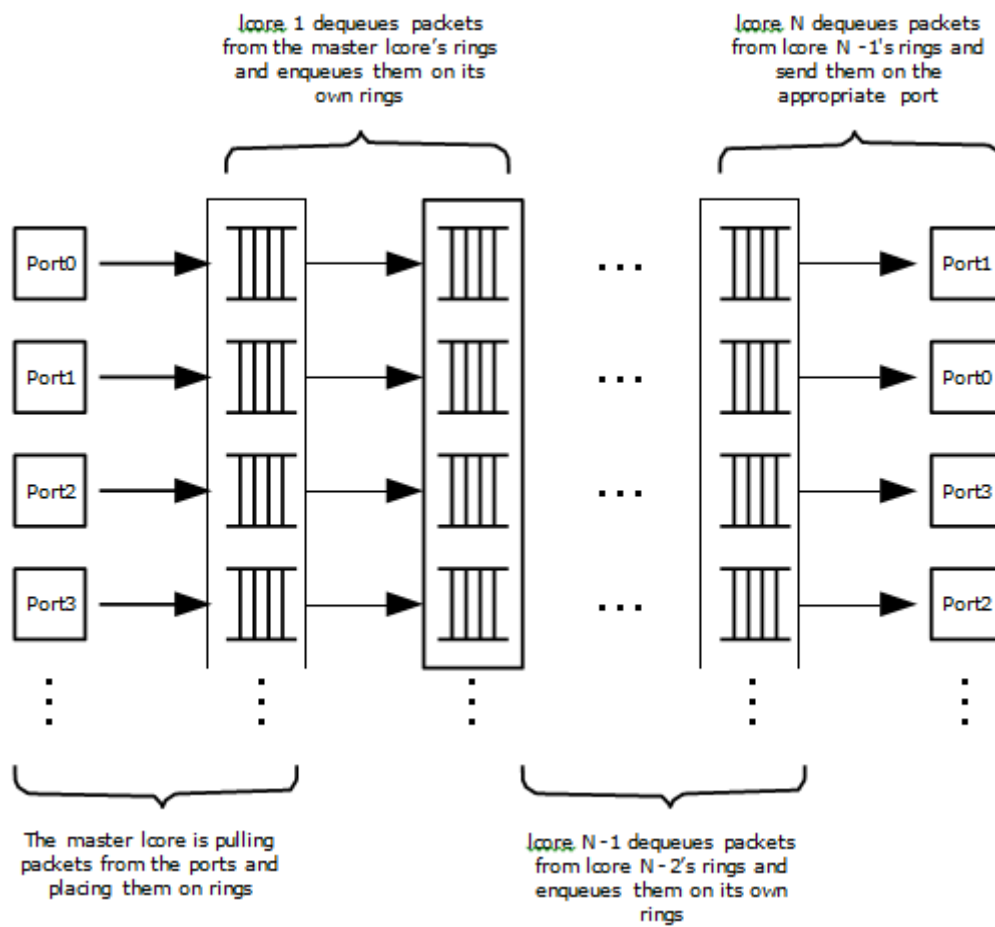 lcore 1 dequeues packets
from the master lcore's rings
and enqueues them on its
own rings
lcore N dequeues packets
from lcore N -1's rings and
send them on the
appropriate port
Port0
Port1
Port1
Port0
Port2
Port3
Port3
Port2
The master lcore is pulling
packets from the ports and
placing them on rings
lcore N-1 dequeues packets
from lcore N-2's rings and
enqueues them on its own
rings